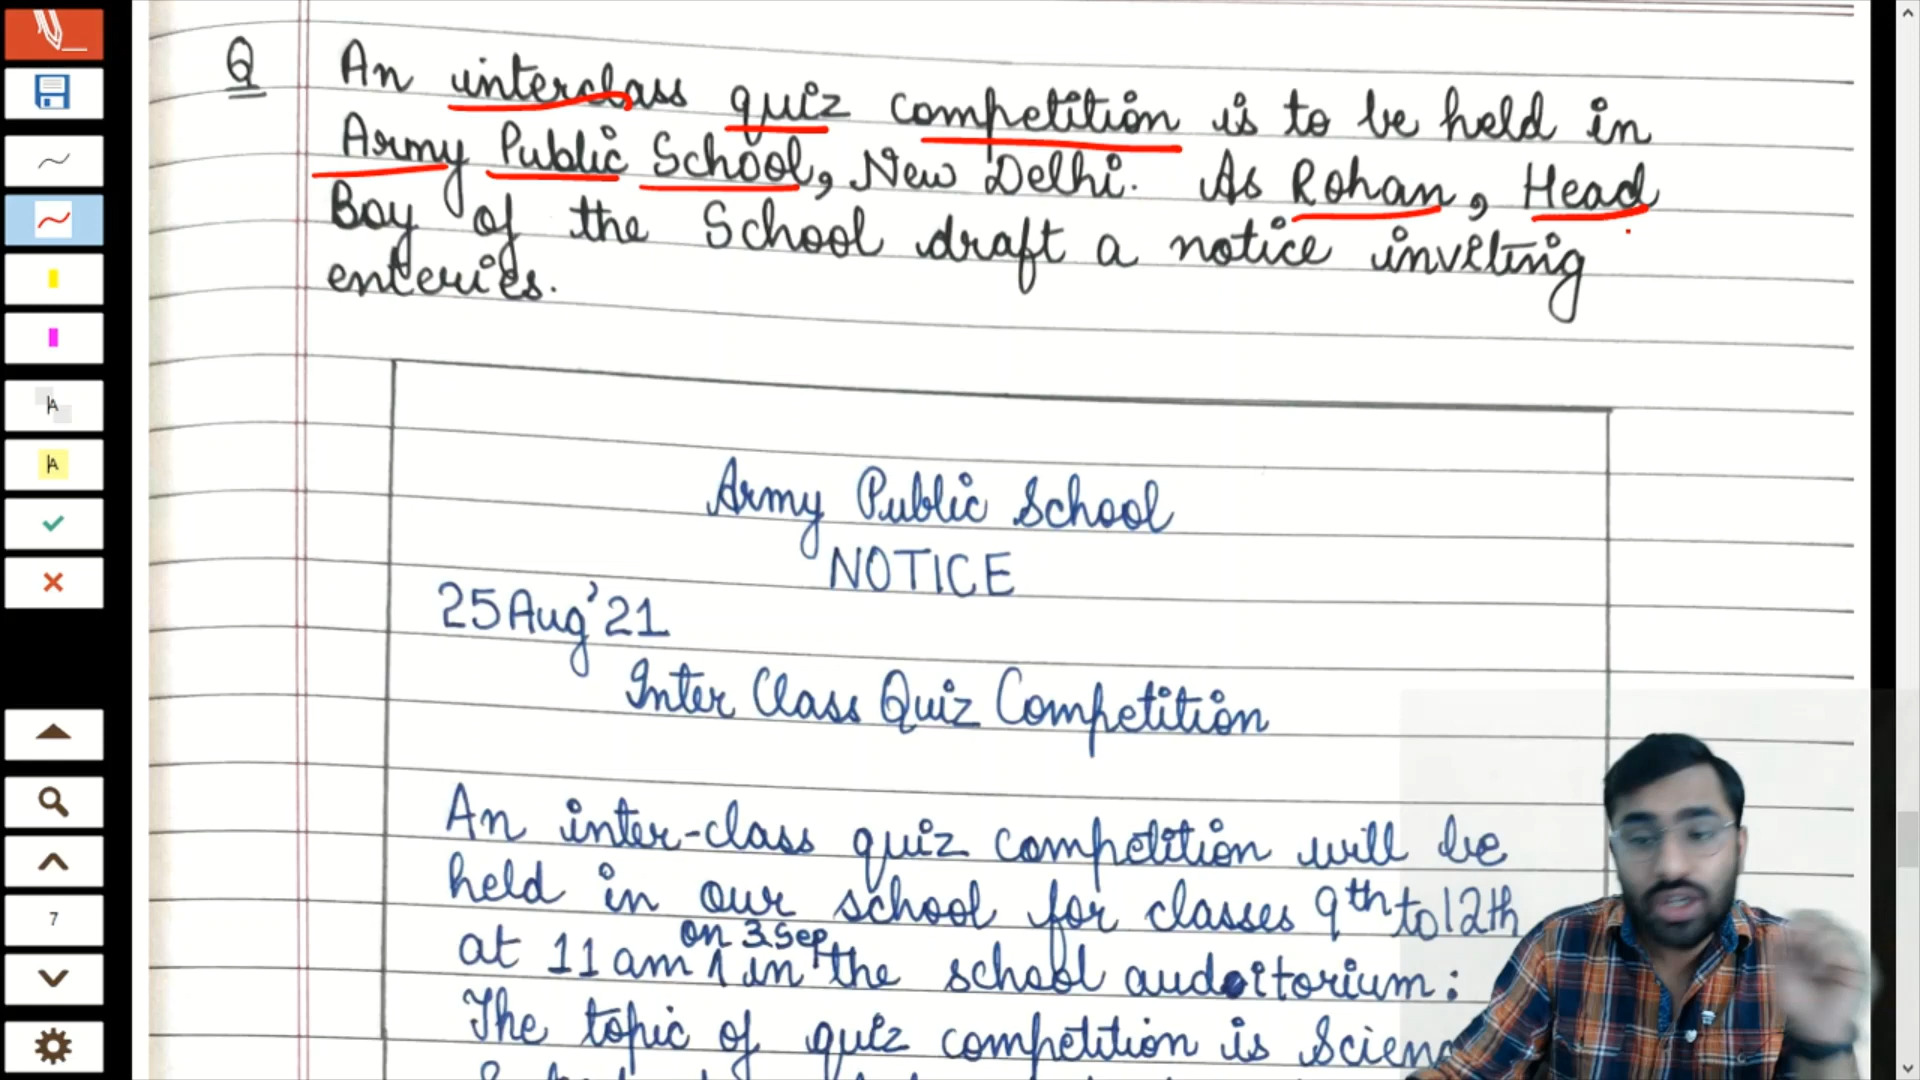 Q An interclass quiz competition is to be held in
Army Public School, New Delhi. As Rohan, Head
Boy of the School draft a notice inviting
enteries.
Army Public School
NOTICE
25 Aug'21
Inter Class Quiz Competition
An inter-class quiz competition will be
held in our school for classes 9th to 12th
on 3 Sep
at 11 am ∧ in the school auditorium:
The topic of quiz competition is Scien
7